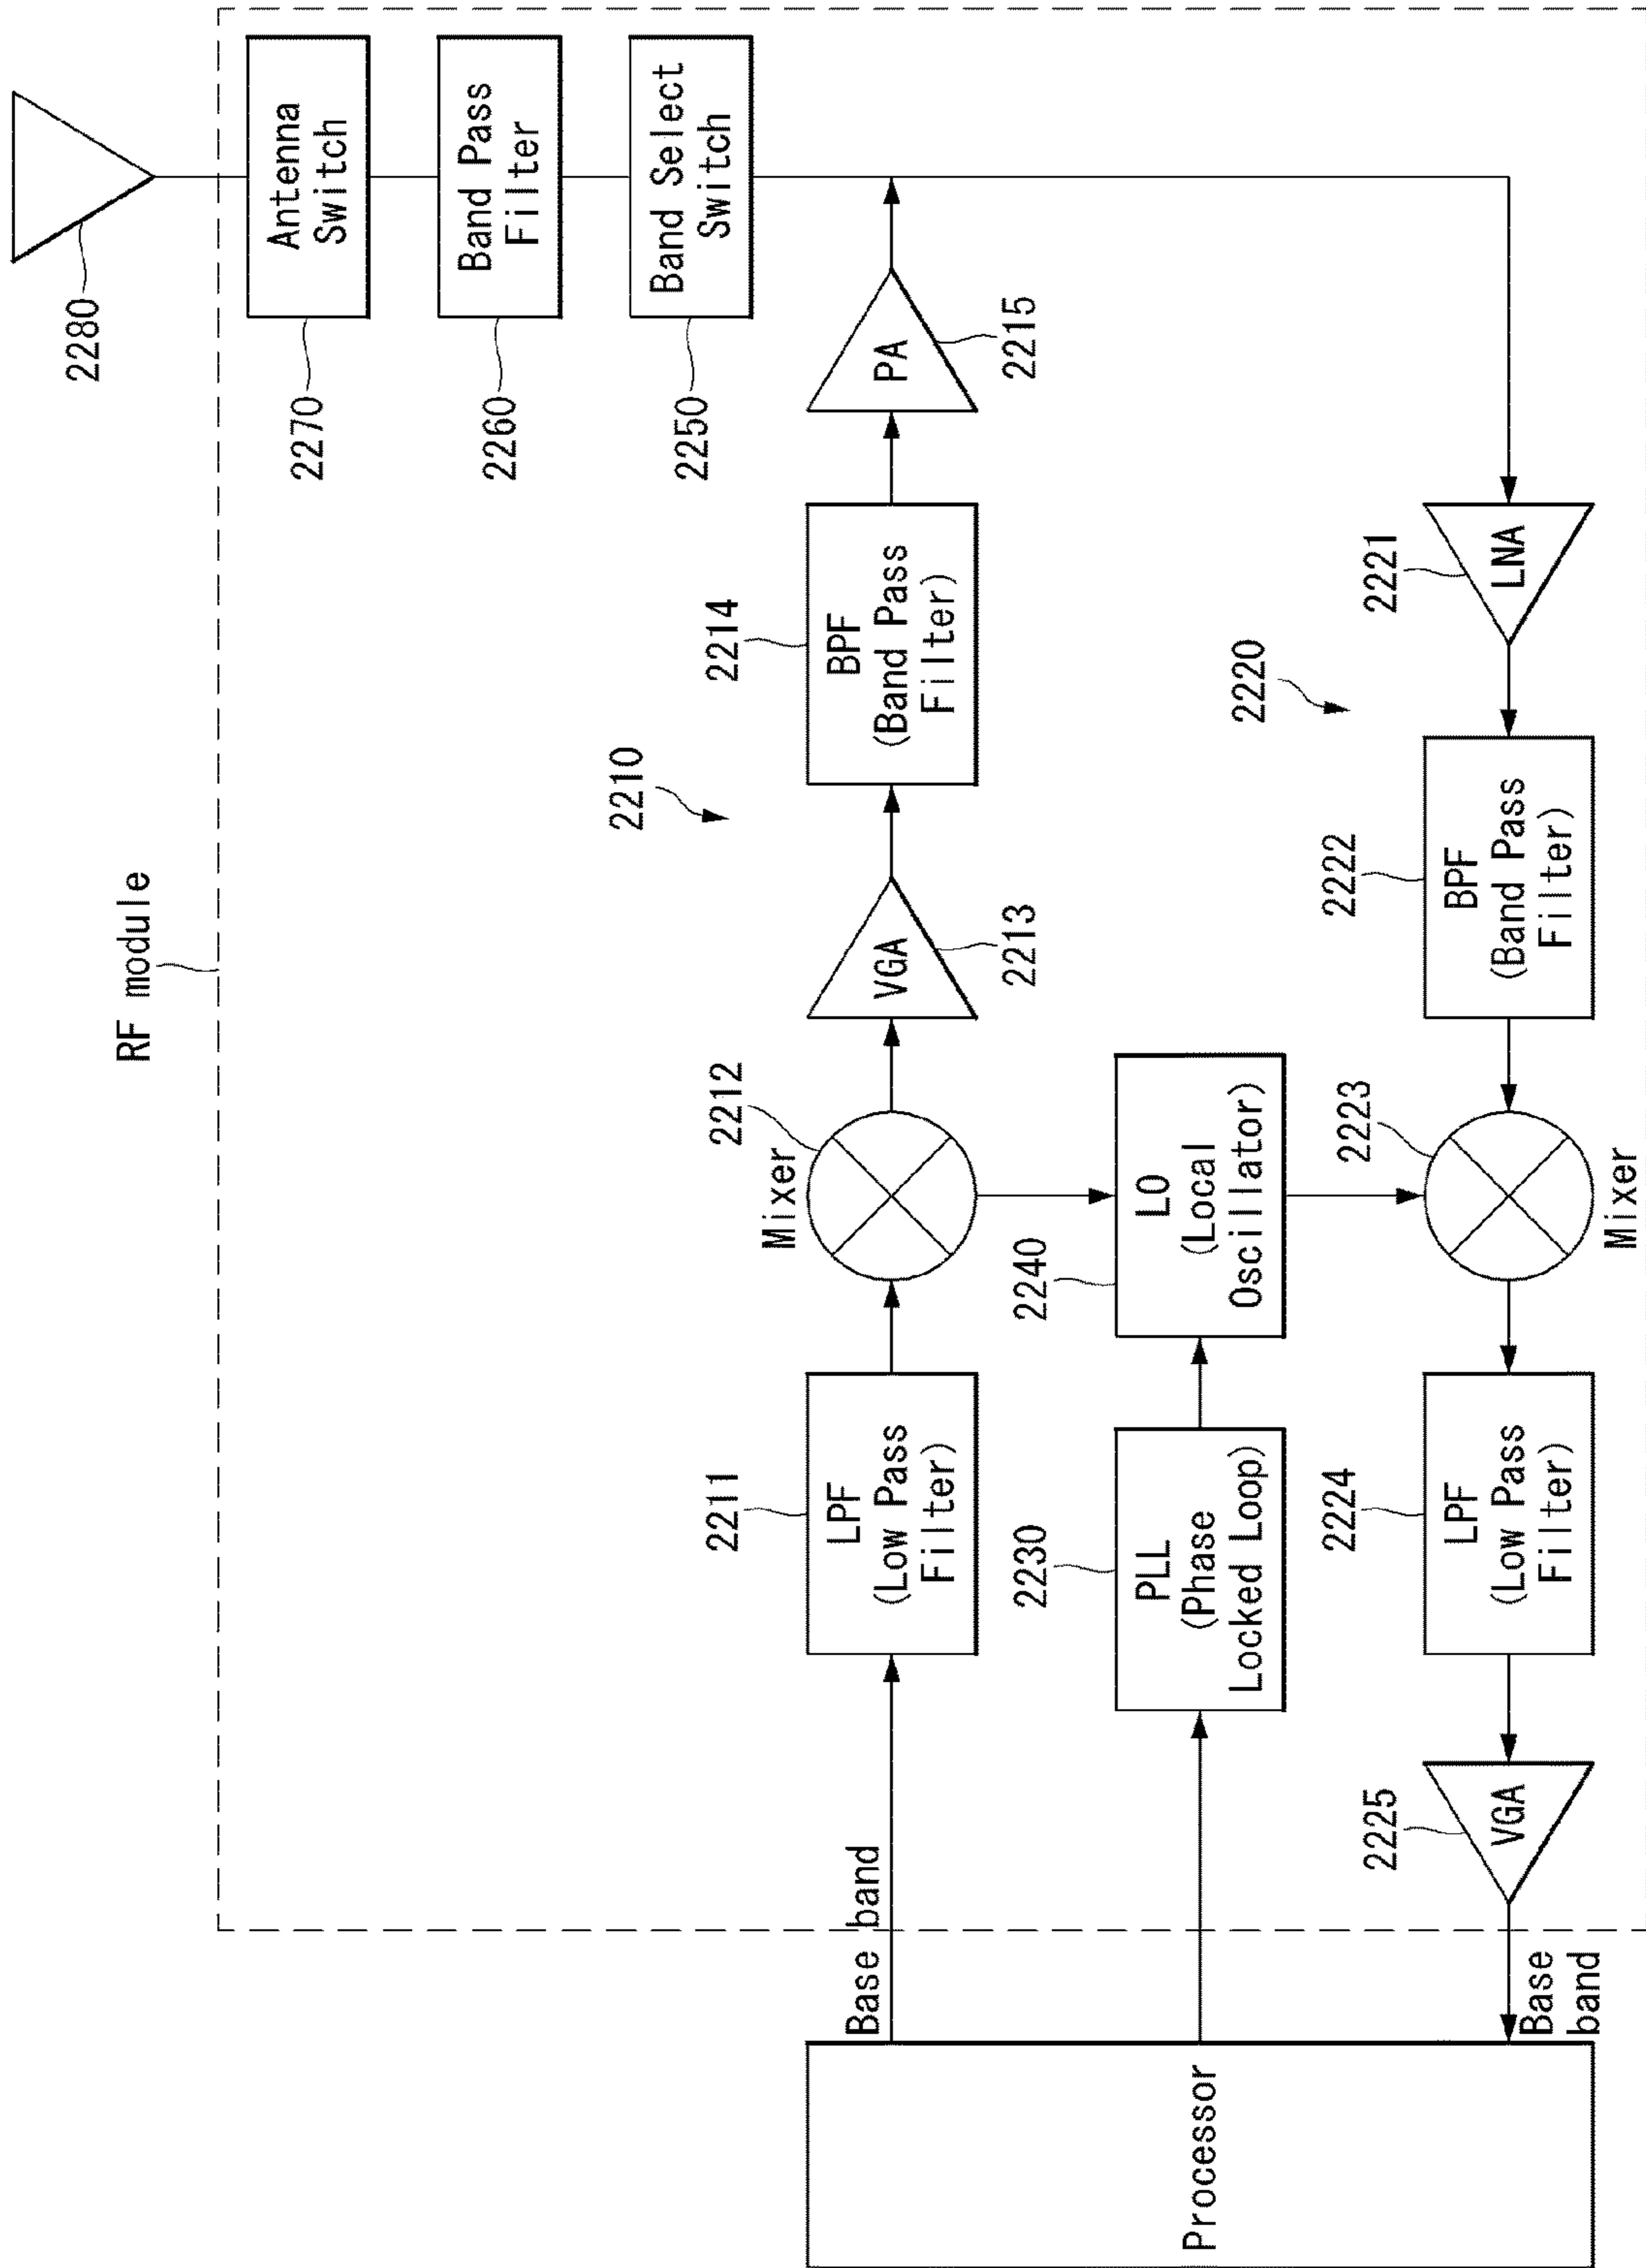 RF module
2280
2270
Antenna
Switch
2260
Band Pass
Filter
2250
Band Select
Switch
2210
2211
LPF
(Low Pass
Filter)
Mixer
2212
VGA
2213
2214
BPF
(Band Pass
Filter)
PA
2215
Base band
Processor
2230
PLL
(Phase
Locked Loop)
2240
LO
(Local
Oscillator)
2220
2225
VGA
2224
LPF
(Low Pass
Filter)
2223
Mixer
2222
BPF
(Band Pass
Filter)
2221
LNA
Base
band